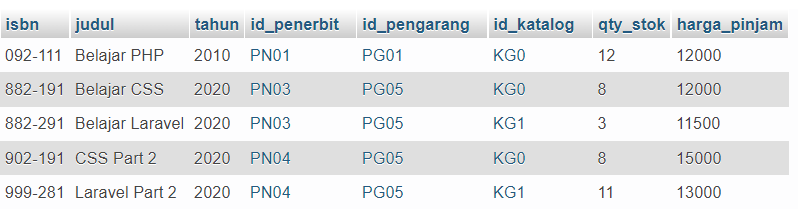 isbn judul tahun id_penerbit id_pengarang id_katalog qty_stok harga_pinjam
092-111 Belajar PHP 2010 PN01 PG01 KG0 12 12000
882-191 Belajar CSS 2020 PN03 PG05 KG0 8 12000
882-291 Belajar Laravel 2020 PN03 PG05 KG1 3 11500
902-191 CSS Part 2 2020 PN04 PG05 KG0 8 15000
999-281 Laravel Part 2 2020 PN04 PG05 KG1 11 13000